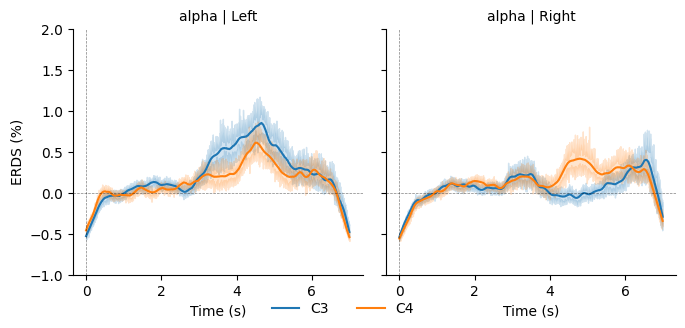 alpha | Left
alpha | Right
ERDS (%)
2.0
1.5
1.0
0.5
0.0
−0.5
−1.0
0 2 4 6
0 2 4 6
Time (s)
C3
C4
Time (s)